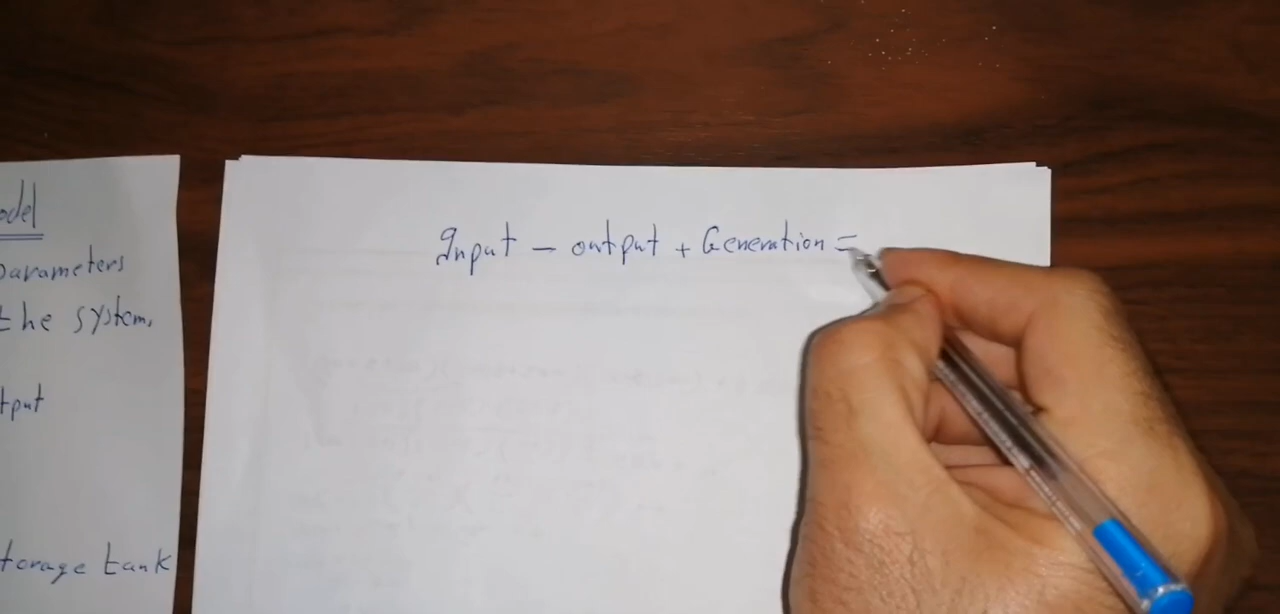 odel
parameters
the system.
tput
torage tank
Input – output + Generation =